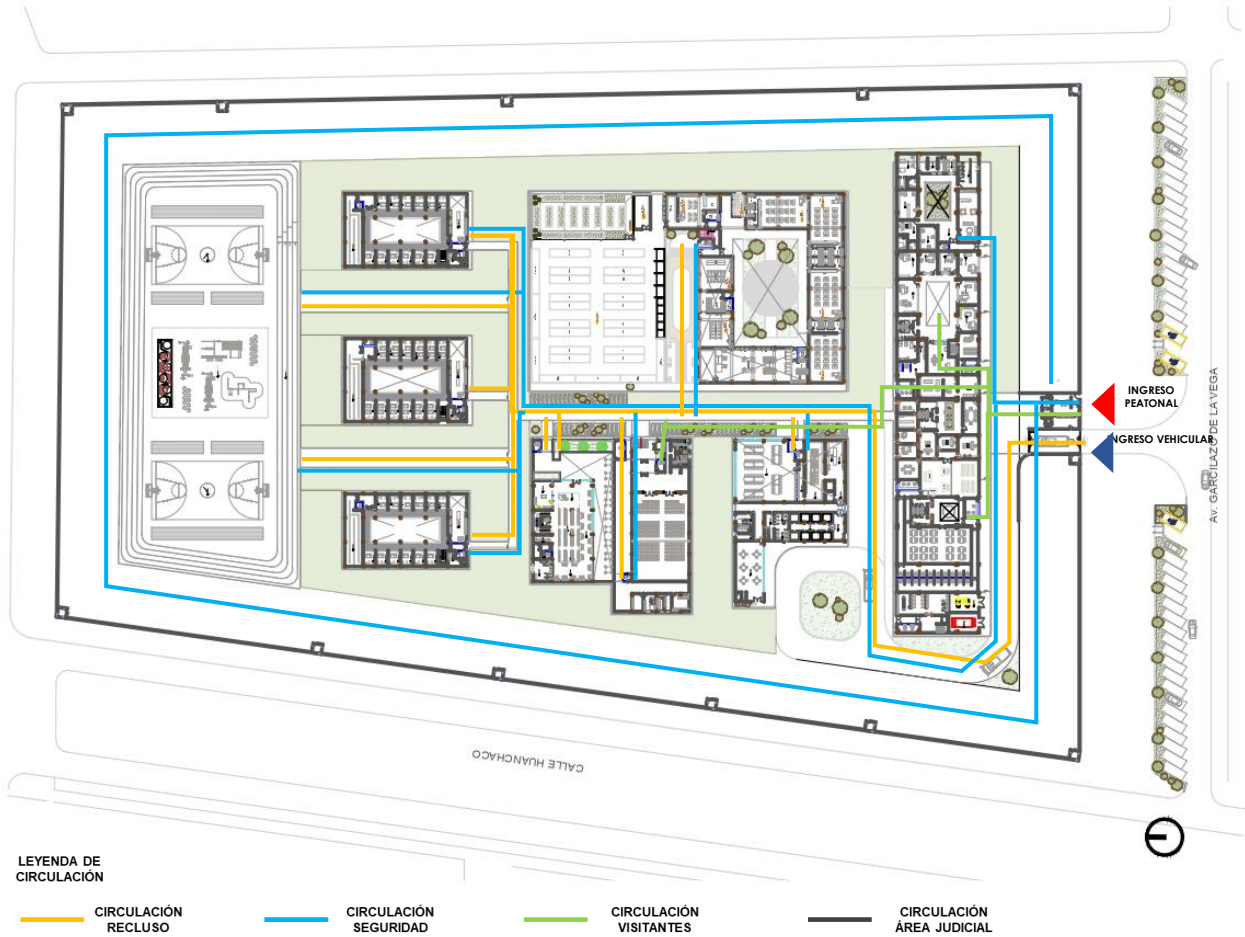 INGRESO
PEATONAL
INGRESO VEHICULAR
Av. GARCILAZO DE LA VEGA
CALLE HUANCHACO
LEYENDA DE
CIRCULACIÓN
CIRCULACIÓN
RECLUSO
CIRCULACIÓN
SEGURIDAD
CIRCULACIÓN
VISITANTES
CIRCULACIÓN
ÁREA JUDICIAL